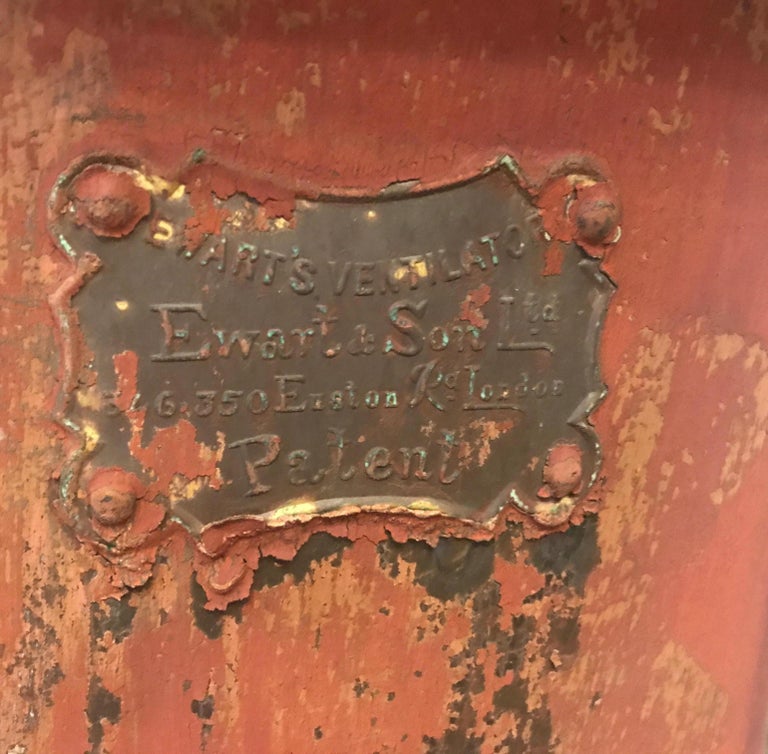 EWART'S VENTILATOR
Ewart & Son Ltd
346.350 Euston Rd London
Patent